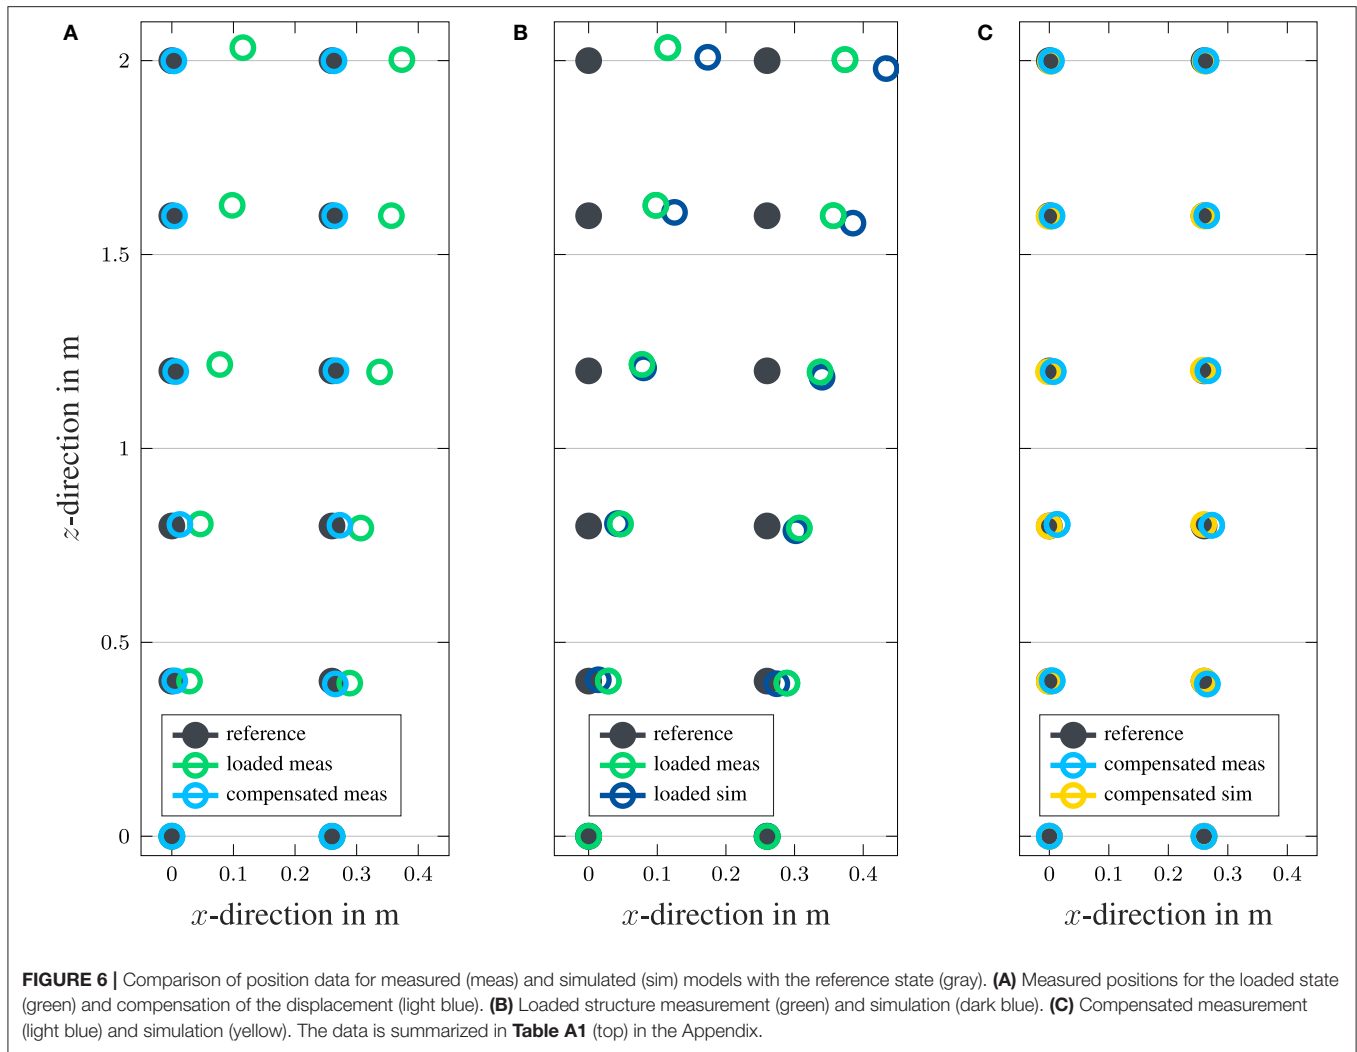 A
B
C
2
1.5
1
0.5
0
z-direction in m
reference
loaded meas
compensated meas
0 0.1 0.2 0.3 0.4
x-direction in m
reference
loaded meas
loaded sim
0 0.1 0.2 0.3 0.4
x-direction in m
reference
compensated meas
compensated sim
0 0.1 0.2 0.3 0.4
x-direction in m
FIGURE 6 | Comparison of position data for measured (meas) and simulated (sim) models with the reference state (gray). (A) Measured positions for the loaded state
(green) and compensation of the displacement (light blue). (B) Loaded structure measurement (green) and simulation (dark blue). (C) Compensated measurement
(light blue) and simulation (yellow). The data is summarized in Table A1 (top) in the Appendix.